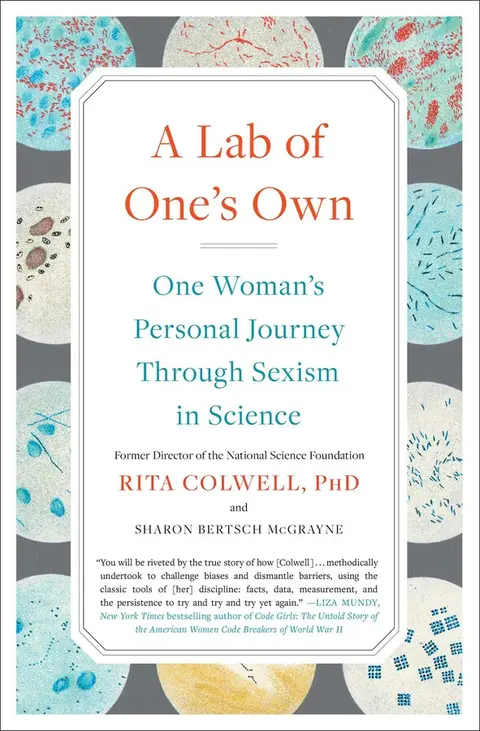 A Lab of
One's Own
One Woman's
Personal Journey
Through Sexism
in Science
Former Director of the National Science Foundation
RITA COLWELL, PHD
and
SHARON BERTSCH McGRAYNE
“You will be riveted by the true story of how [Colwell]...methodically
undertook to challenge biases and dismantle barriers, using the
classic tools of [her] discipline: facts, data, measurement, and
the persistence to try and try and try yet again.” —LIZA MUNDY,
New York Times bestselling author of Code Girls: The Untold Story of
the American Women Code Breakers of World War II